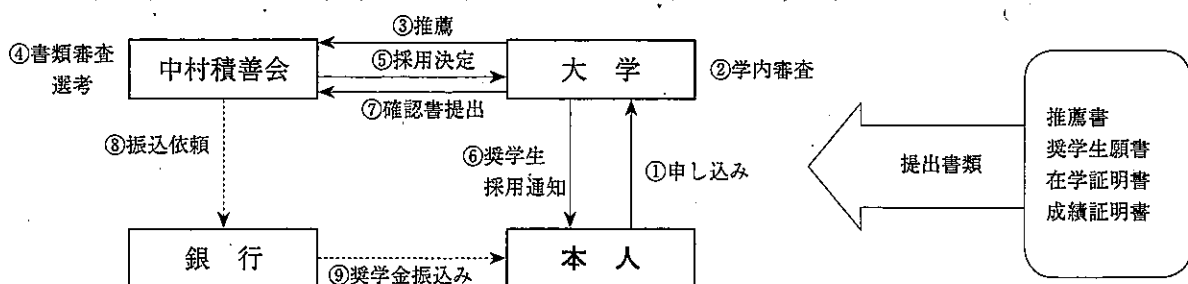 ③推薦
④書類審査
選考
中村積善会
⑤採用決定
大 学
②学内審査
⑦確認書提出
⑧振込依頼
⑥奨学生
採用通知
①申し込み
提出書類
推薦書
奨学生願書
在学証明書
成績証明書
銀 行
⑨奨学金振込み
本 人